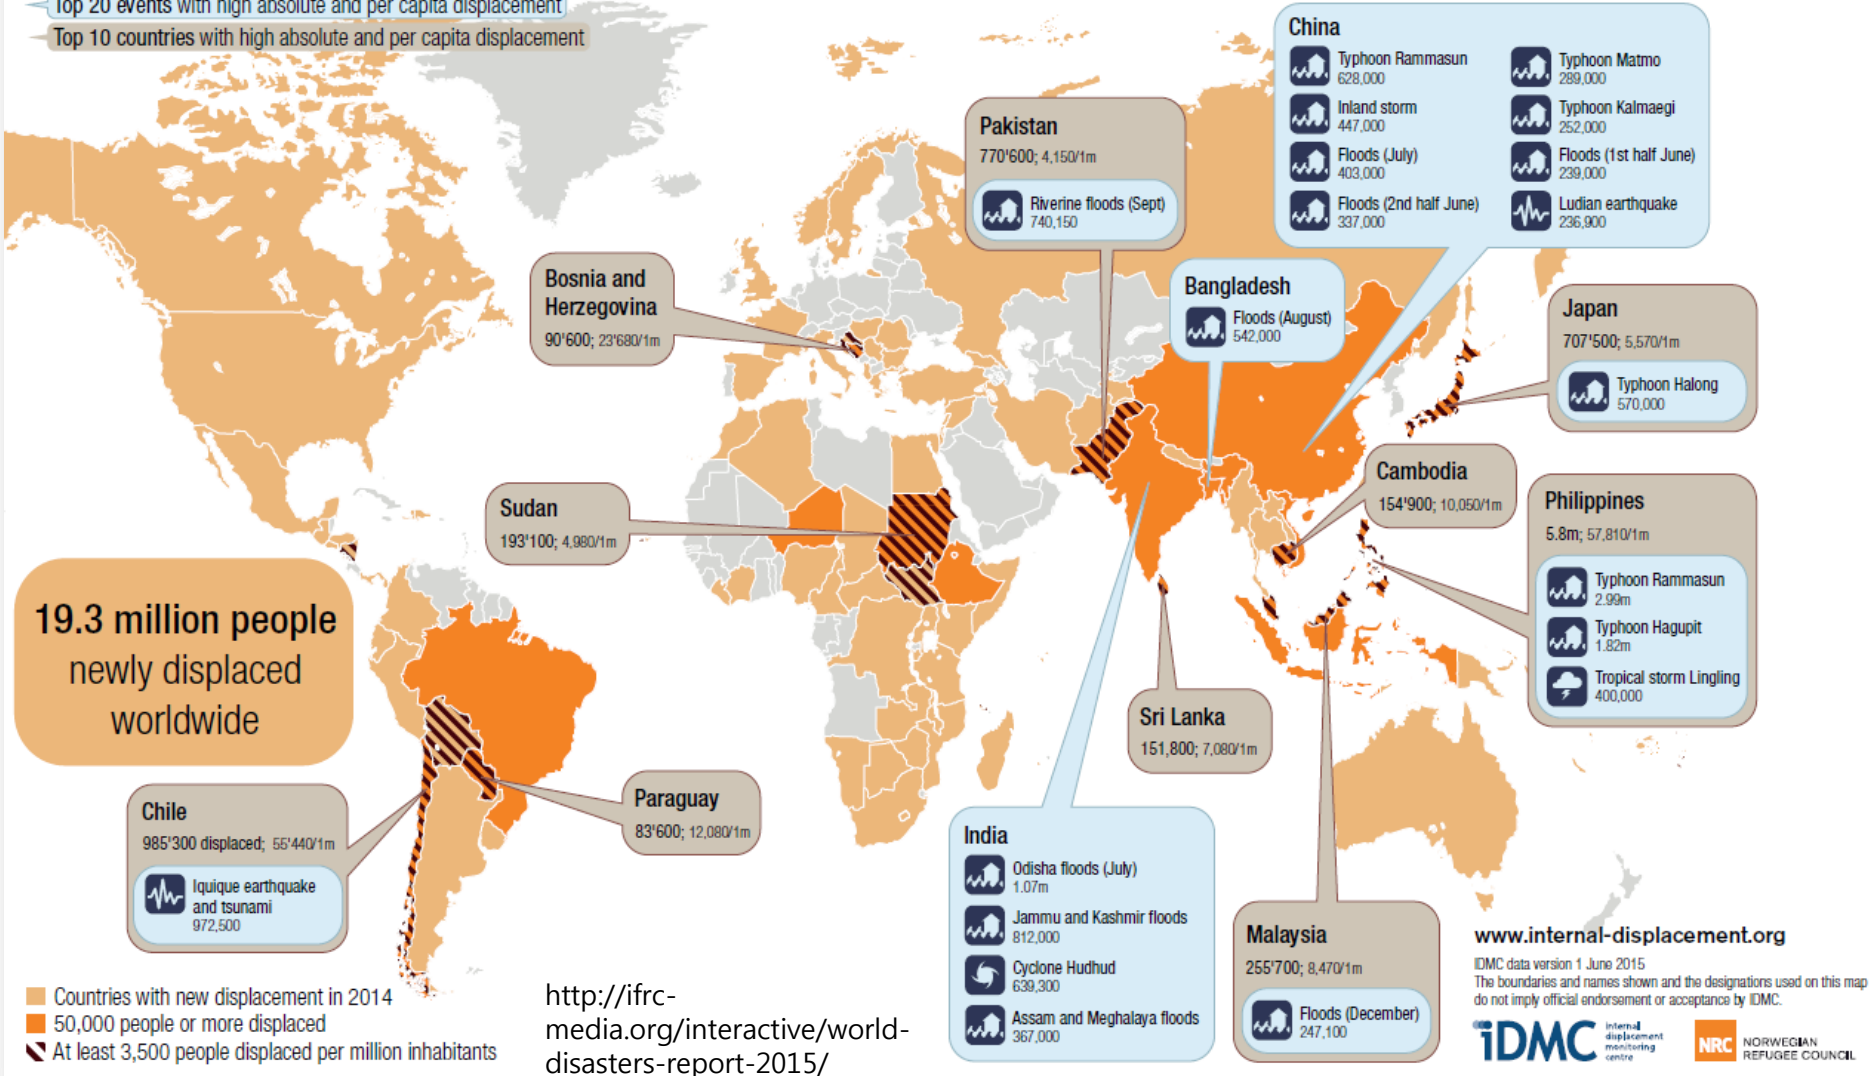 Top 20 events with high absolute and per capita displacement
Top 10 countries with high absolute and per capita displacement
China
Typhoon Rammasun
628,000
Inland storm
447,000
Floods (July)
403,000
Floods (2nd half June)
337,000
Typhoon Matmo
289,000
Typhoon Kalmaegi
252,000
Floods (1st half June)
239,000
Ludian earthquake
236,900
Pakistan
770'600; 4,150/1m
Riverine floods (Sept)
740,150
Bosnia and
Herzegovina
90'600; 23'680/1m
Bangladesh
Floods (August)
542,000
Japan
707'500; 5,570/1m
Typhoon Halong
570,000
Sudan
193'100; 4,980/1m
Cambodia
154'900; 10,050/1m
Philippines
5.8m; 57,810/1m
Typhoon Rammasun
2.99m
Typhoon Hagupit
1.82m
Tropical storm Lingling
400,000
19.3 million people
newly displaced
worldwide
Sri Lanka
151,800; 7,080/1m
Chile
985'300 displaced; 55'440/1m
Iquique earthquake
and tsunami
972,500
Paraguay
83'600; 12,080/1m
India
Odisha floods (July)
1.07m
Jammu and Kashmir floods
812,000
Cyclone Hudhud
639,300
Assam and Meghalaya floods
367,000
Malaysia
255'700; 8,470/1m
Floods (December)
247,100
Countries with new displacement in 2014
50,000 people or more displaced
At least 3,500 people displaced per million inhabitants
http://ifrc-
media.org/interactive/world-
disasters-report-2015/
www.internal-displacement.org
IDMC data version 1 June 2015
The boundaries and names shown and the designations used on this map
do not imply official endorsement or acceptance by IDMC.
iDMC
internal
displacement
monitoring
centre
NRC
NORWEGIAN
REFUGEE COUNCIL